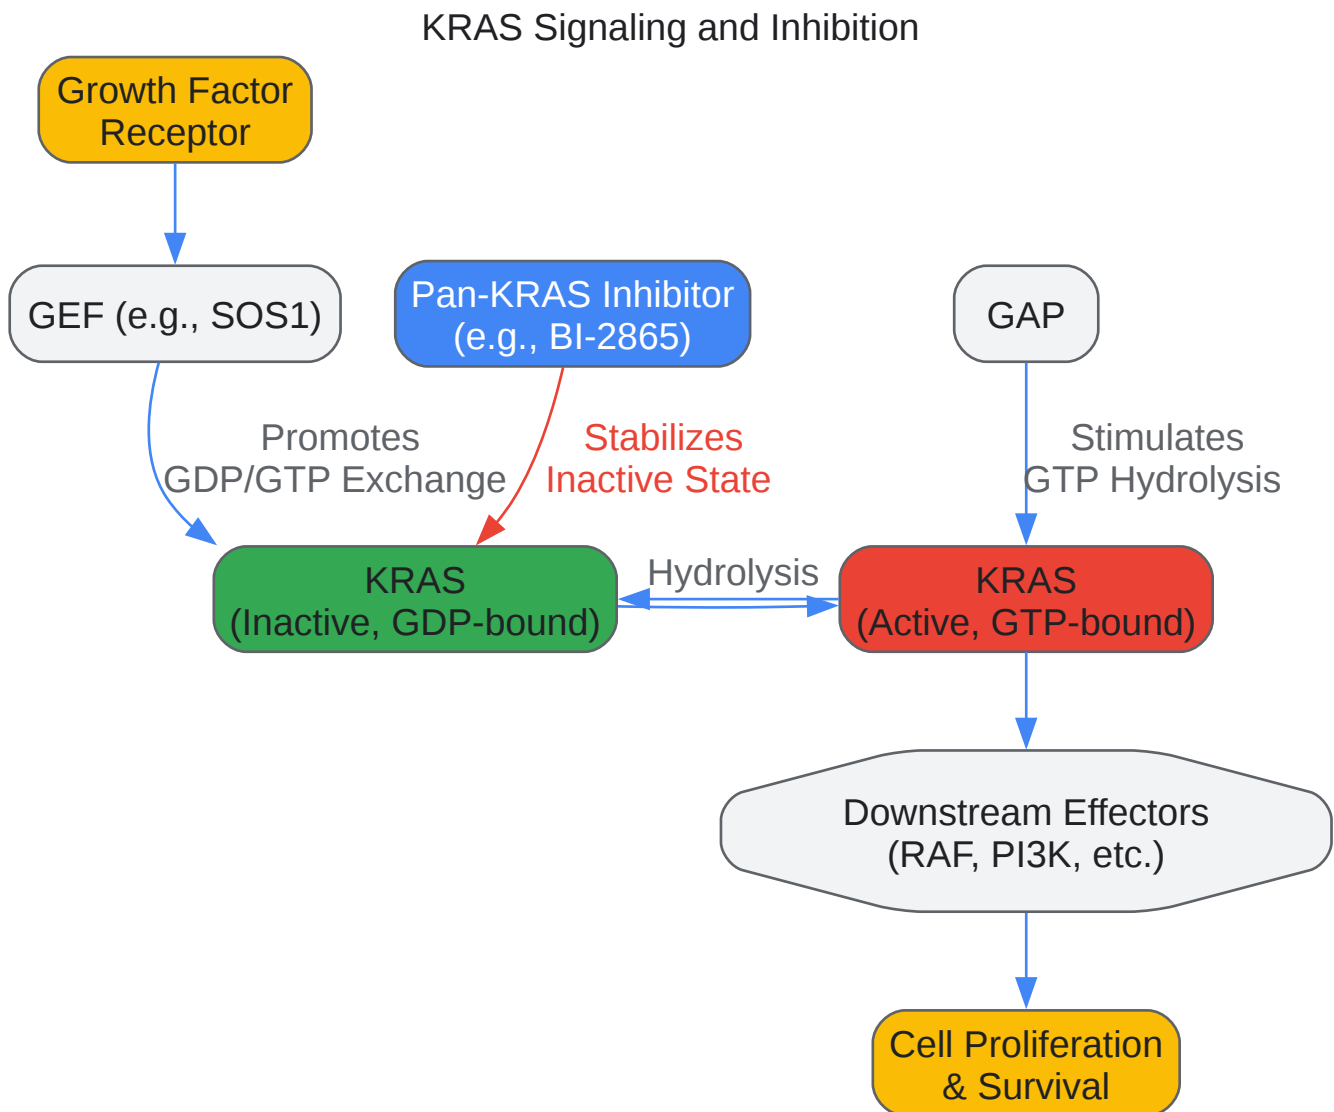 KRAS Signaling and Inhibition
Growth Factor
Receptor
GEF (e.g., SOS1)
Pan-KRAS Inhibitor
(e.g., BI-2865)
GAP
Promotes
GDP/GTP Exchange
Stabilizes
Inactive State
Stimulates
GTP Hydrolysis
KRAS
(Inactive, GDP-bound)
Hydrolysis
KRAS
(Active, GTP-bound)
Downstream Effectors
(RAF, PI3K, etc.)
Cell Proliferation
& Survival